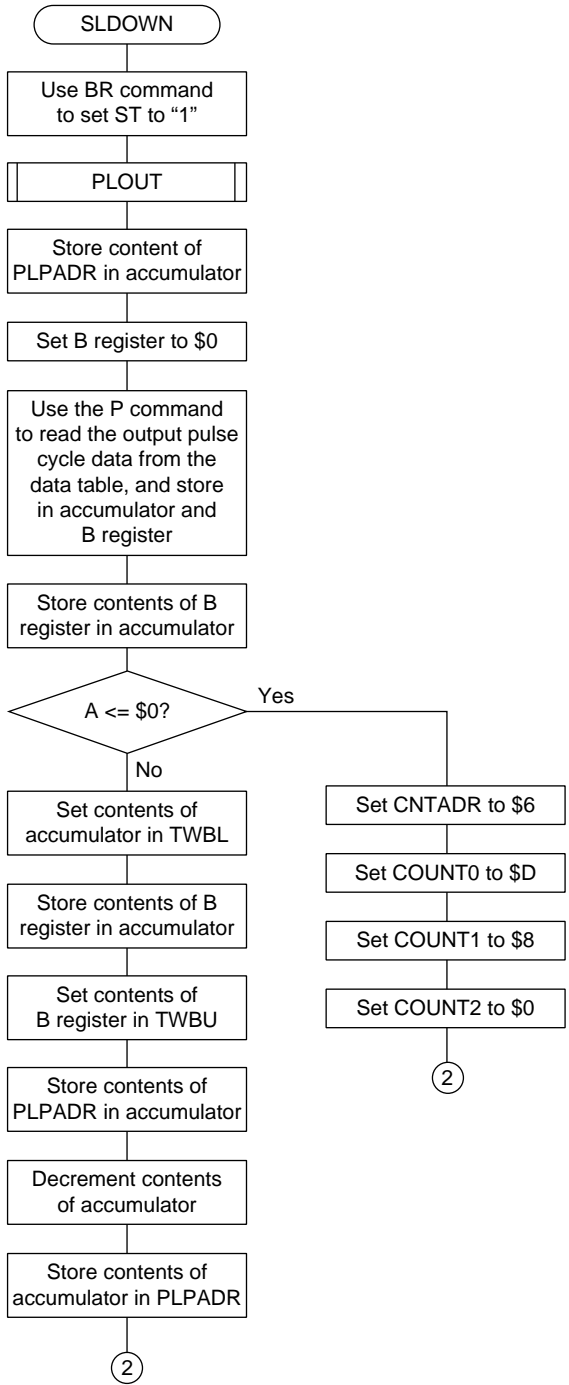 SLDOWN
Use BR command
to set ST to “1”
PLOUT
Store content of
PLPADR in accumulator
Set B register to $0
Use the P command
to read the output pulse
cycle data from the
data table, and store
in accumulator and
B register
Store contents of B
register in accumulator
A <= $0?
Yes
No
Set contents of
accumulator in TWBL
Store contents of B
register in accumulator
Set contents of
B register in TWBU
Store contents of
PLPADR in accumulator
Decrement contents
of accumulator
Store contents of
accumulator in PLPADR
2
Set CNTADR to $6
Set COUNT0 to $D
Set COUNT1 to $8
Set COUNT2 to $0
2